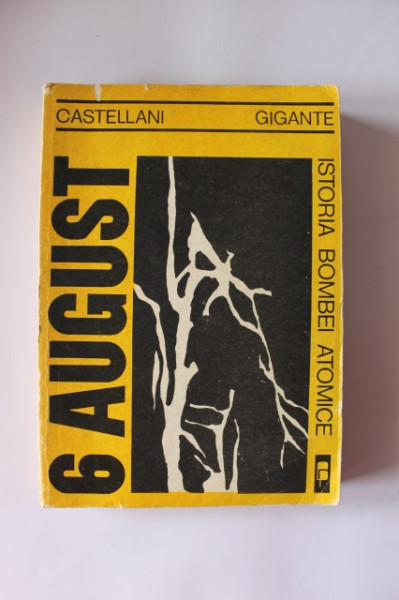 CASTELLANI GIGANTE
6 AUGUST
ISTORIA BOMBEI ATOMICE